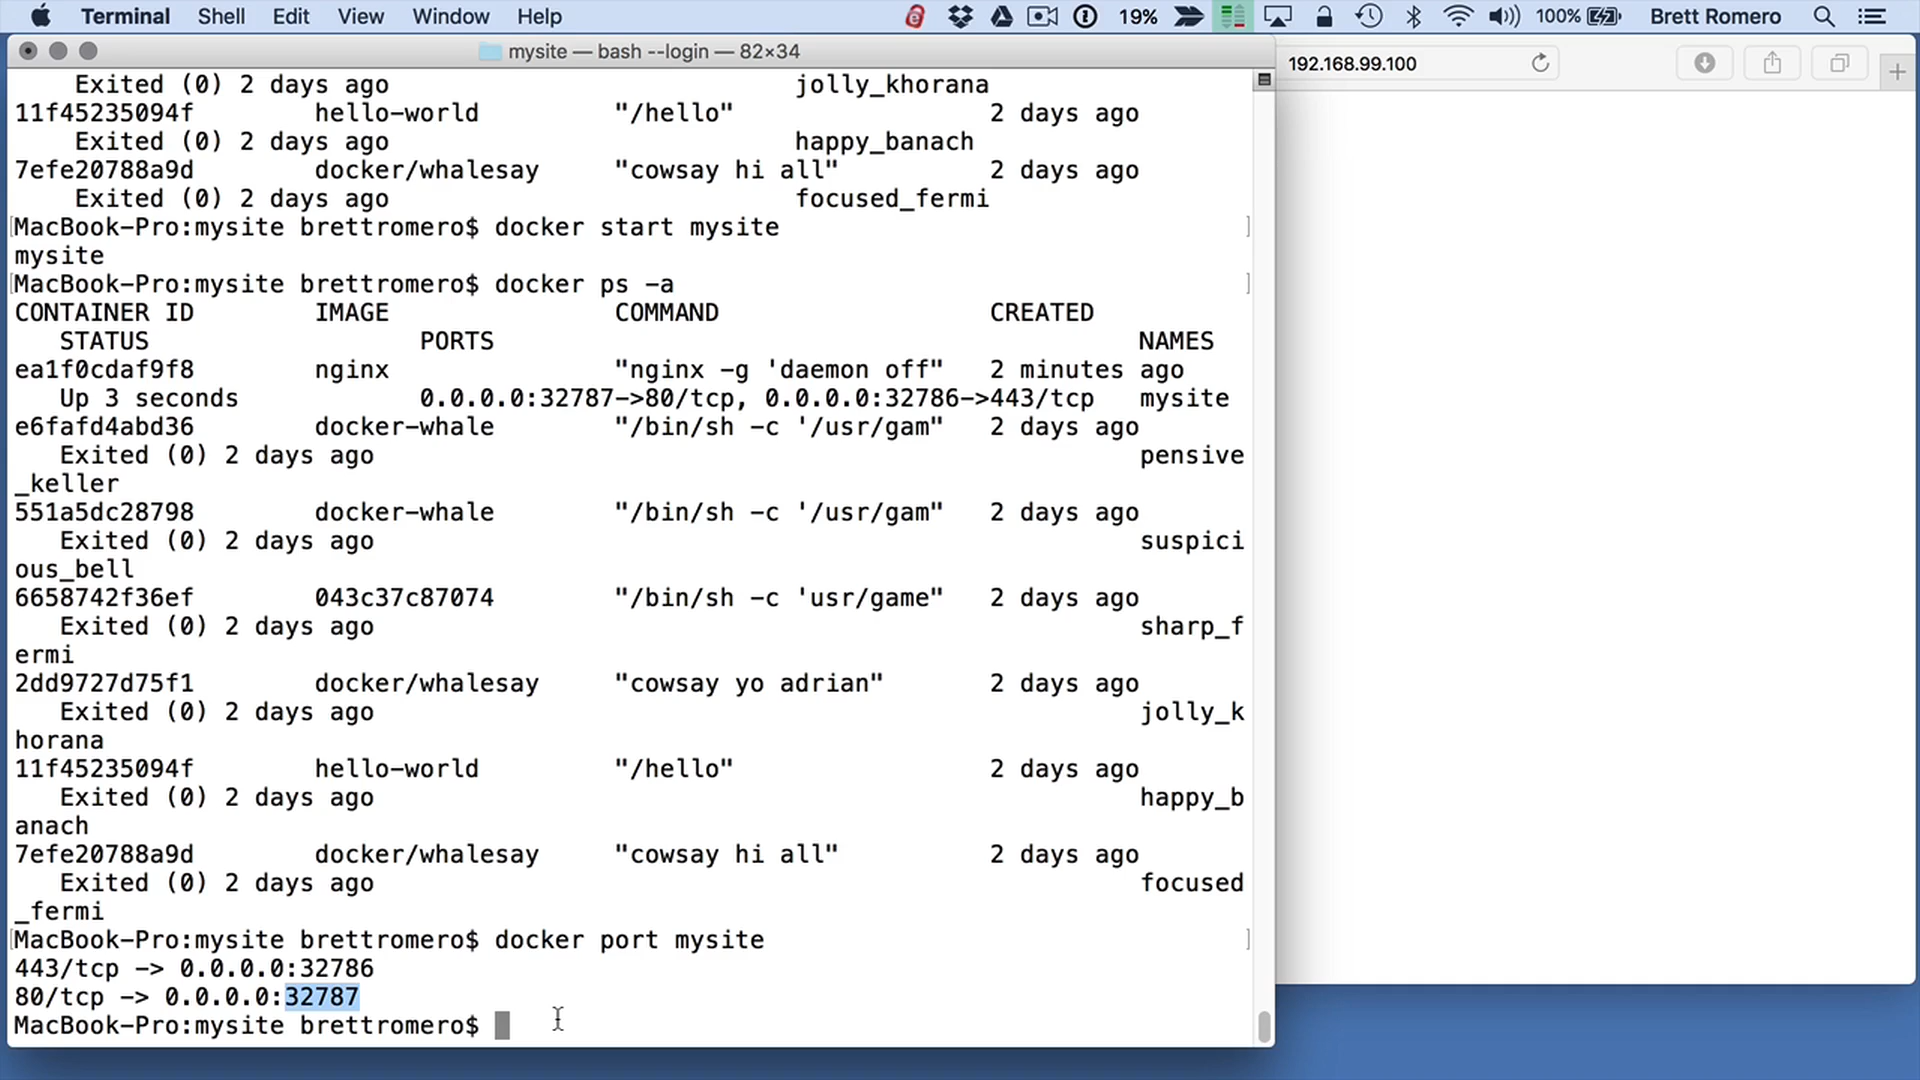 Terminal Shell Edit View Window Help 19% 100% Brett Romero
mysite — bash --login — 82×34
192.168.99.100
Exited (0) 2 days ago jolly_khorana
11f45235094f hello-world "/hello" 2 days ago
Exited (0) 2 days ago happy_banach
7efe20788a9d docker/whalesay "cowsay hi all" 2 days ago
Exited (0) 2 days ago focused_fermi
[MacBook-Pro:mysite brettromero$ docker start mysite ]
mysite
[MacBook-Pro:mysite brettromero$ docker ps -a ]
CONTAINER ID IMAGE COMMAND CREATED
STATUS PORTS NAMES
ea1f0cdaf9f8 nginx "nginx -g 'daemon off" 2 minutes ago
Up 3 seconds 0.0.0.0:32787->80/tcp, 0.0.0.0:32786->443/tcp mysite
e6fafd4abd36 docker-whale "/bin/sh -c '/usr/gam" 2 days ago
Exited (0) 2 days ago pensive
_keller
551a5dc28798 docker-whale "/bin/sh -c '/usr/gam" 2 days ago
Exited (0) 2 days ago suspici
ous_bell
6658742f36ef 043c37c87074 "/bin/sh -c 'usr/game" 2 days ago
Exited (0) 2 days ago sharp_f
ermi
2dd9727d75f1 docker/whalesay "cowsay yo adrian" 2 days ago
Exited (0) 2 days ago jolly_k
horana
11f45235094f hello-world "/hello" 2 days ago
Exited (0) 2 days ago happy_b
anach
7efe20788a9d docker/whalesay "cowsay hi all" 2 days ago
Exited (0) 2 days ago focused
_fermi
[MacBook-Pro:mysite brettromero$ docker port mysite ]
443/tcp -> 0.0.0.0:32786
80/tcp -> 0.0.0.0:32787
MacBook-Pro:mysite brettromero$